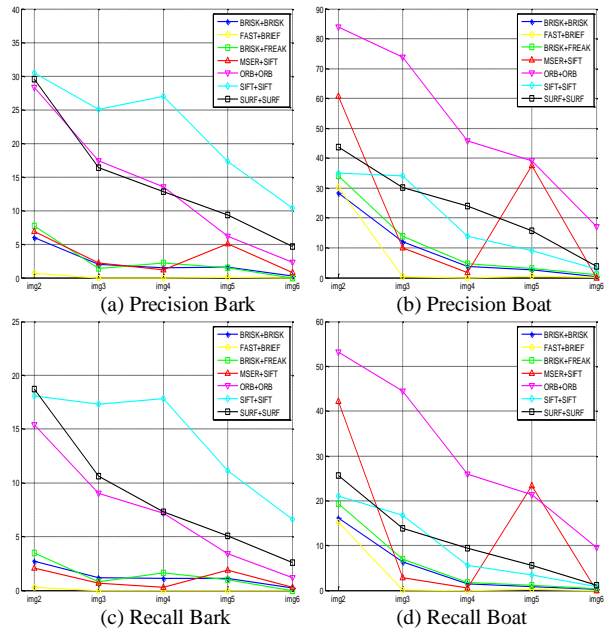 40
35
30
25
20
15
10
5
0
BRISK+BRISK
FAST+BRIEF
BRISK+FREAK
MSER+SIFT
ORB+ORB
SIFT+SIFT
SURF+SURF
img2 img3 img4 img5 img6
(a) Precision Bark
90
80
70
60
50
40
30
20
10
0
BRISK+BRISK
FAST+BRIEF
BRISK+FREAK
MSER+SIFT
ORB+ORB
SIFT+SIFT
SURF+SURF
img2 img3 img4 img5 img6
(b) Precision Boat
25
20
15
10
5
0
BRISK+BRISK
FAST+BRIEF
BRISK+FREAK
MSER+SIFT
ORB+ORB
SIFT+SIFT
SURF+SURF
img2 img3 img4 img5 img6
(c) Recall Bark
60
50
40
30
20
10
0
BRISK+BRISK
FAST+BRIEF
BRISK+FREAK
MSER+SIFT
ORB+ORB
SIFT+SIFT
SURF+SURF
img2 img3 img4 img5 img6
(d) Recall Boat